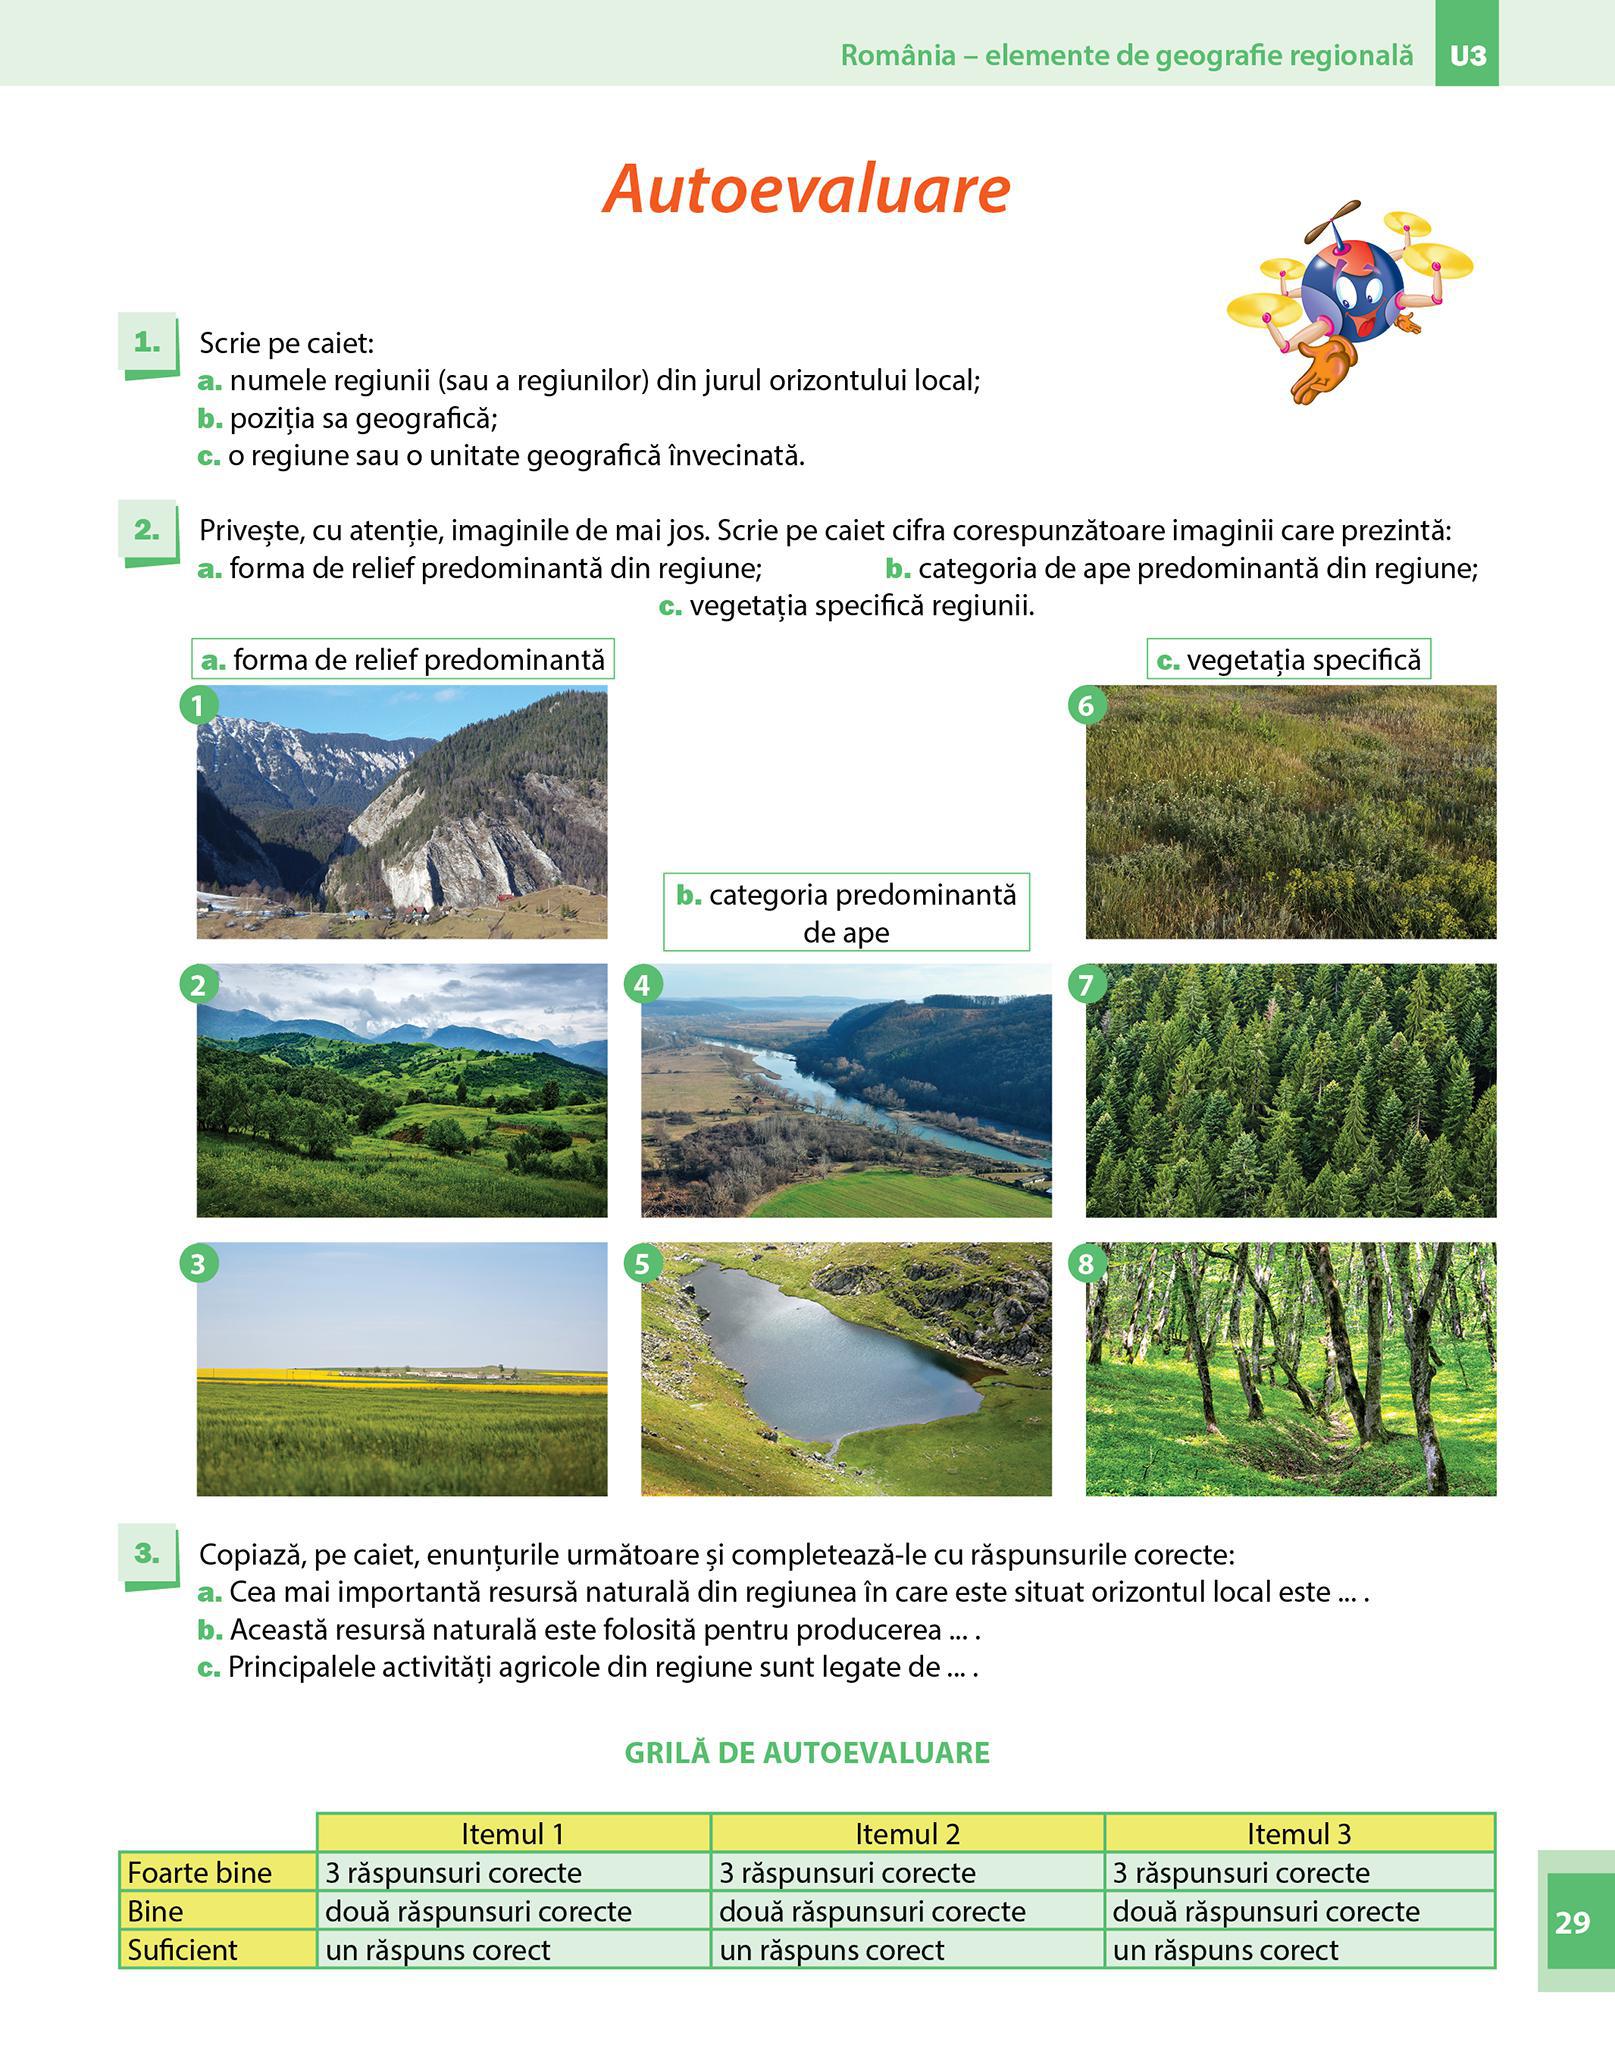 România – elemente de geografie regională U3
Autoevaluare
1. Scrie pe caiet:
a. numele regiunii (sau a regiunilor) din jurul orizontului local;
b. poziția sa geografică;
c. o regiune sau o unitate geografică învecinată.
2. Privește, cu atenție, imaginile de mai jos. Scrie pe caiet cifra corespunzătoare imaginii care prezintă:
a. forma de relief predominantă din regiune; b. categoria de ape predominantă din regiune;
c. vegetația specifică regiunii.
a. forma de relief predominantă
c. vegetația specifică
1
6
b. categoria predominantă
de ape
2
4
7
3
5
8
3. Copiază, pe caiet, enunțurile următoare și completează-le cu răspunsurile corecte:
a. Cea mai importantă resursă naturală din regiunea în care este situat orizontul local este ... .
b. Această resursă naturală este folosită pentru producerea ... .
c. Principalele activități agricole din regiune sunt legate de ... .
GRILĂ DE AUTOEVALUARE
Itemul 1 Itemul 2 Itemul 3
Foarte bine 3 răspunsuri corecte 3 răspunsuri corecte 3 răspunsuri corecte
Bine două răspunsuri corecte două răspunsuri corecte două răspunsuri corecte
Suficient un răspuns corect un răspuns corect un răspuns corect
29